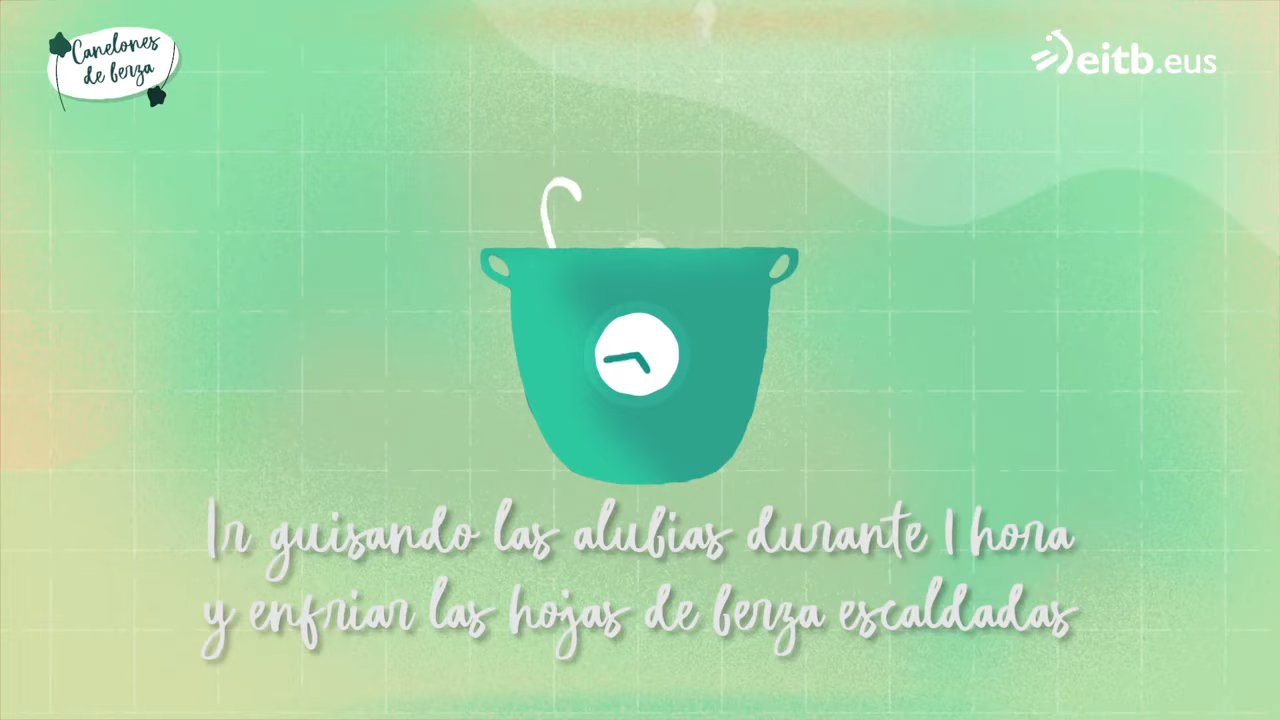 Canelones
de berza
eitb.eus
Ir guisando las alubias durante 1 hora
y enfriar las hojas de berza escaldadas